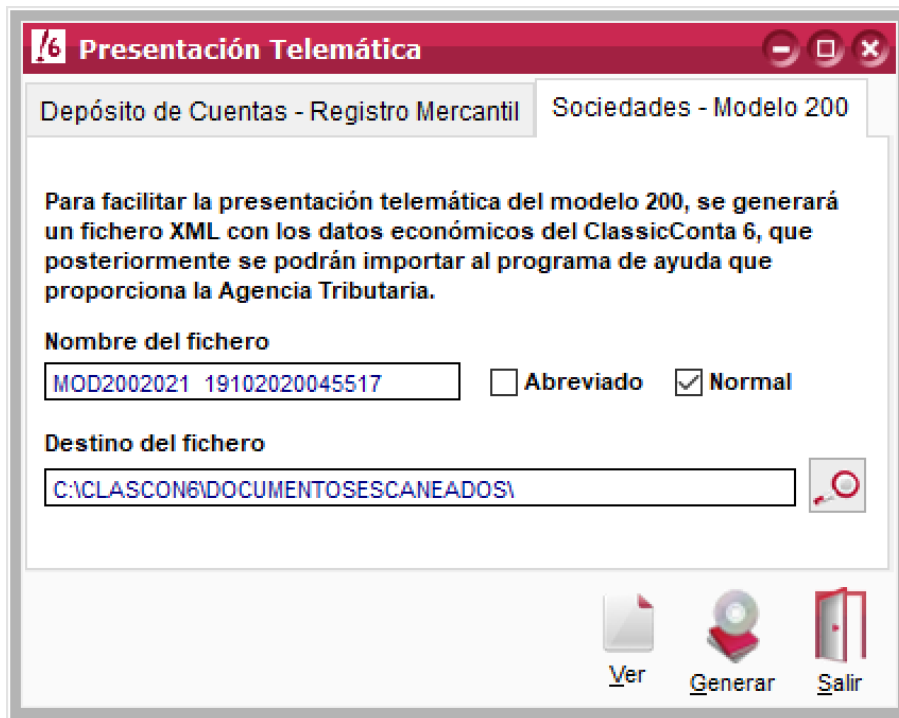 /6 Presentación Telemática
Depósito de Cuentas - Registro Mercantil Sociedades - Modelo 200
Para facilitar la presentación telemática del modelo 200, se generará
un fichero XML con los datos económicos del ClassicConta 6, que
posteriormente se podrán importar al programa de ayuda que
proporciona la Agencia Tributaria.
Nombre del fichero
MOD2002021 19102020045517 Abreviado Normal
Destino del fichero
C:\CLASCON6\DOCUMENTOSESCANEADOS\
Ver Generar Salir